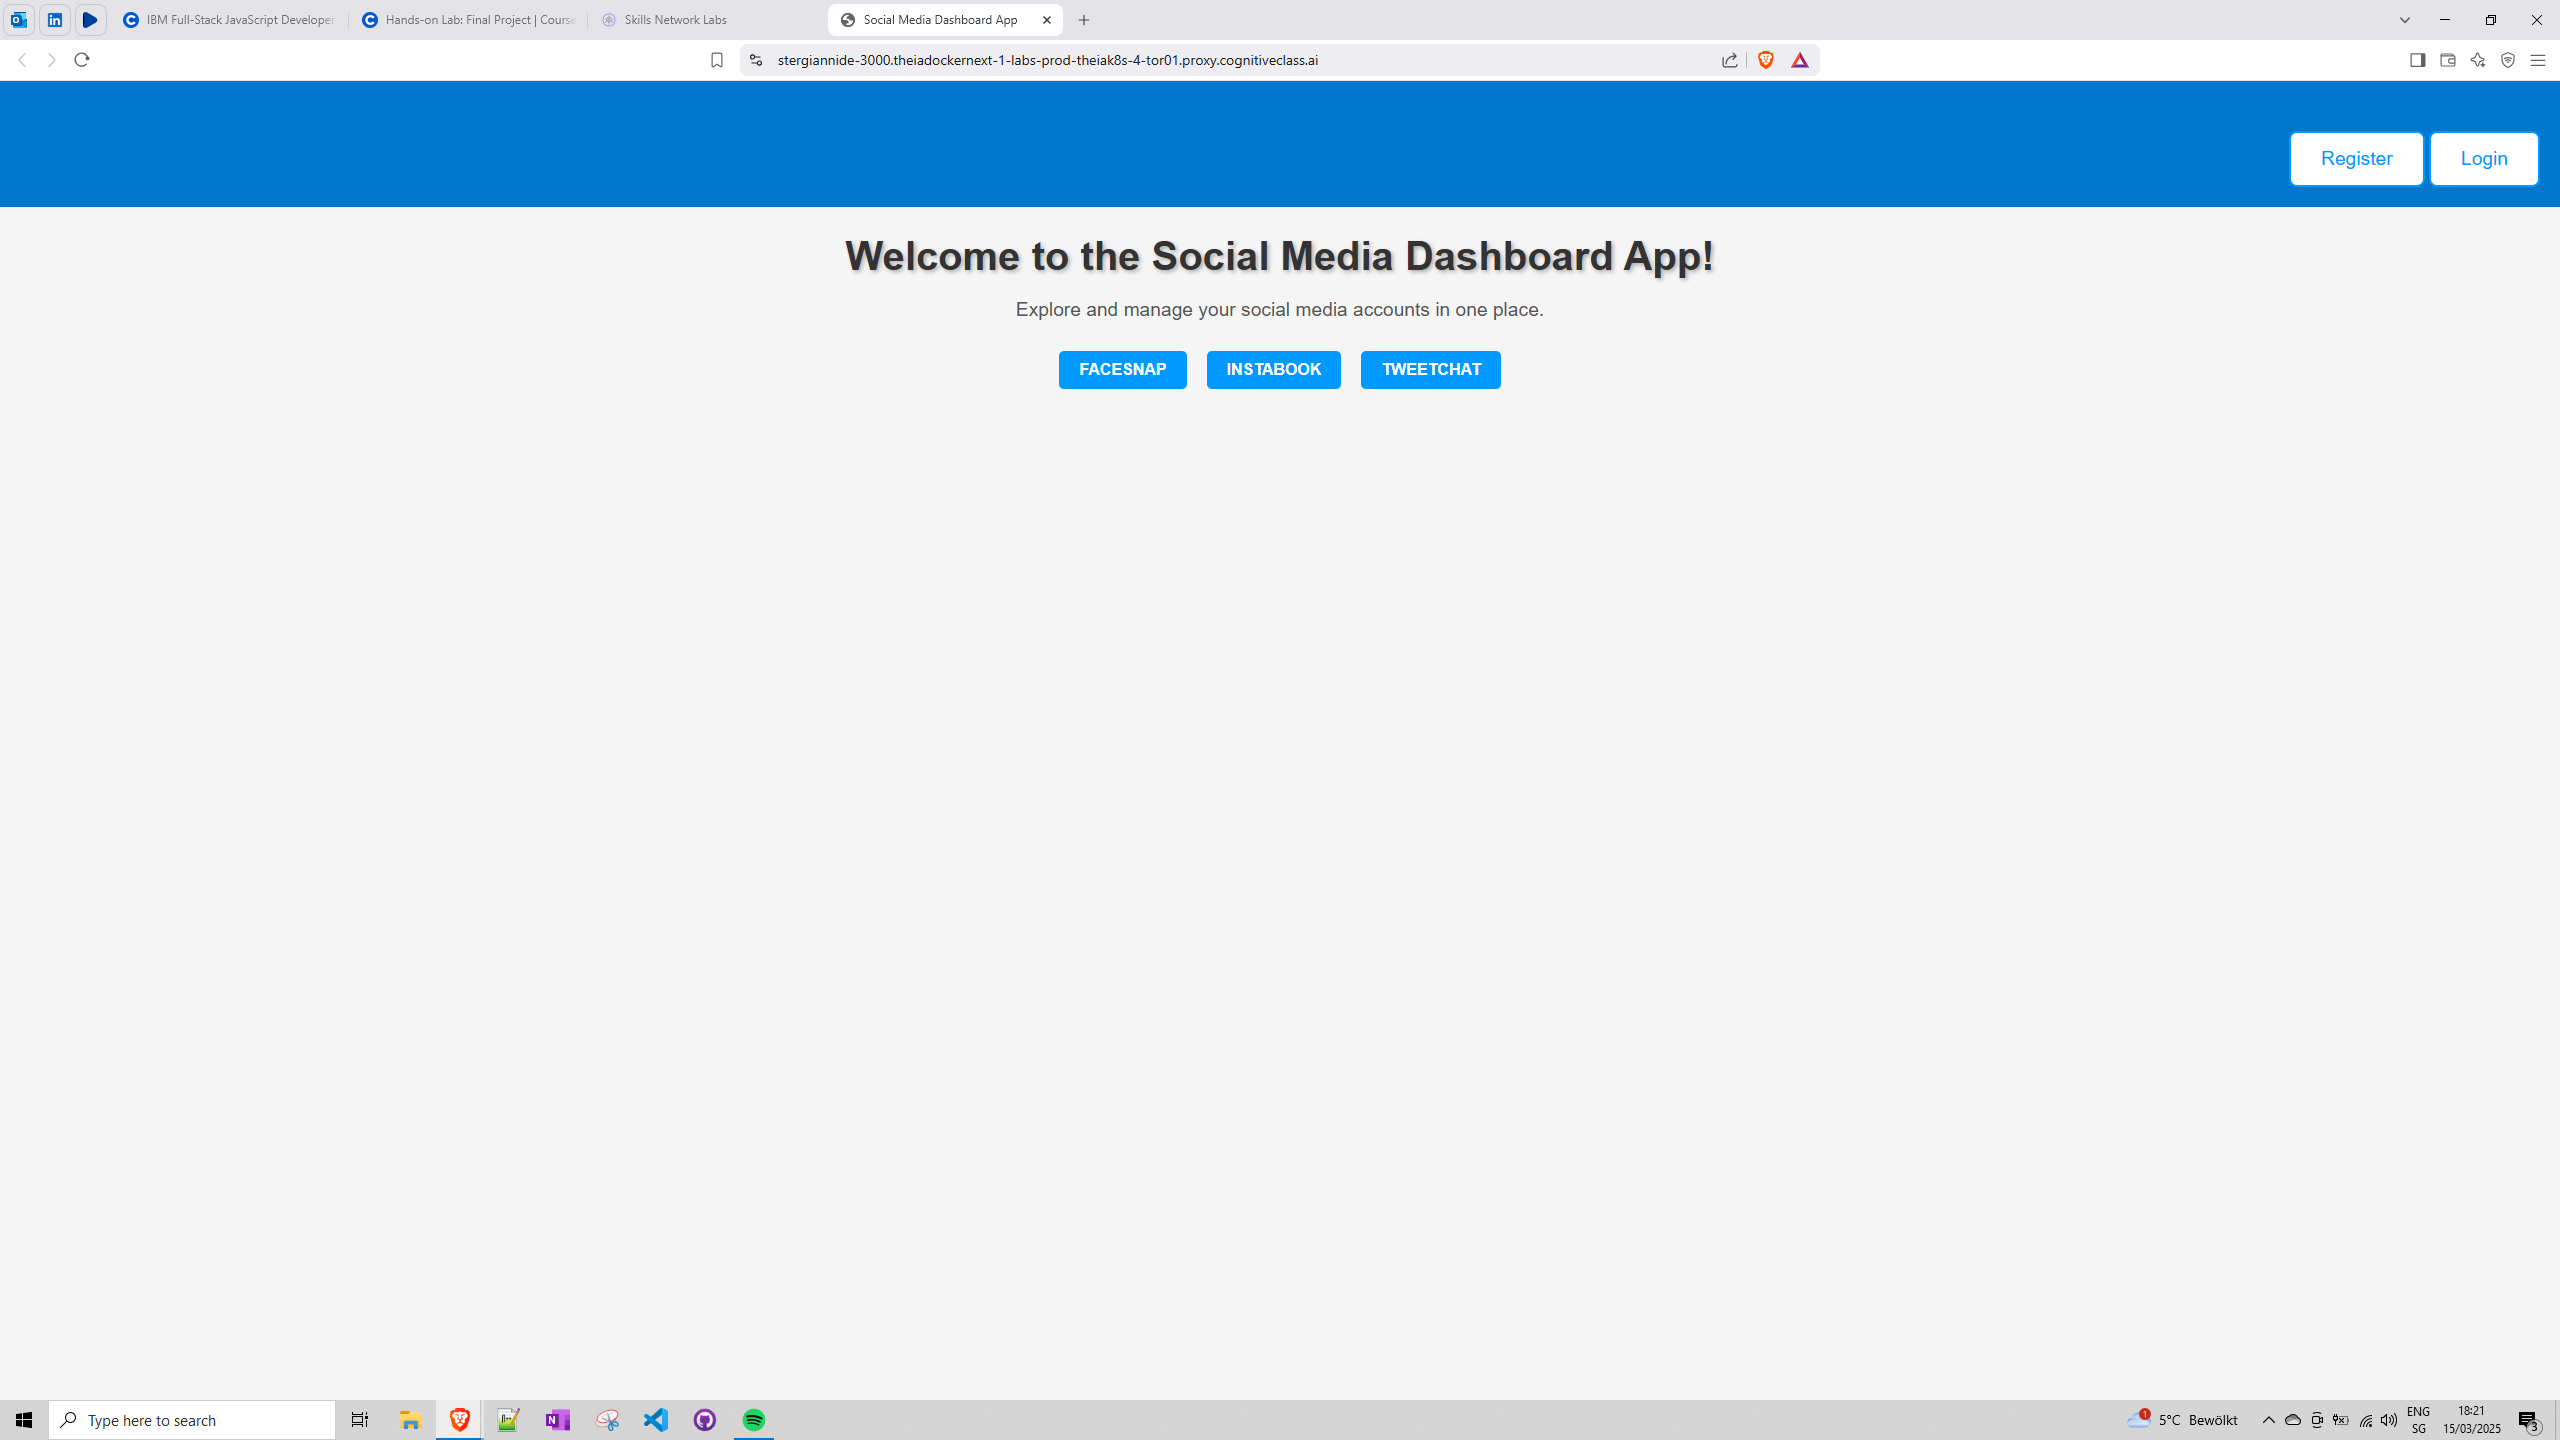 IBM Full-Stack JavaScript Developer
Hands-on Lab: Final Project | Course
Skills Network Labs
Social Media Dashboard App
stergiannide-3000.theiadockernext-1-labs-prod-theiak8s-4-tor01.proxy.cognitiveclass.ai
Register
Login
Welcome to the Social Media Dashboard App!
Explore and manage your social media accounts in one place.
FACESNAP
INSTABOOK
TWEETCHAT
Type here to search
1
5°C Bewölkt
ENG
SG
18:21
15/03/2025
3